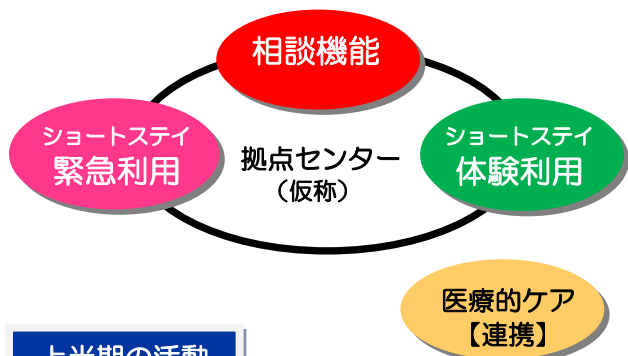 相談機能
ショートステイ
緊急利用
拠点センター
（仮称）
ショートステイ
体験利用
医療的ケア
【連携】